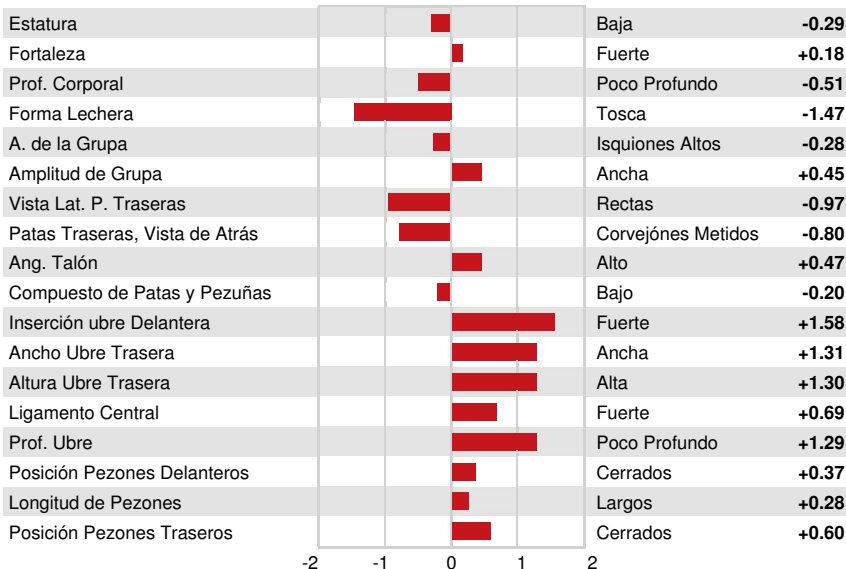 Estatura Baja -0.29
Fortaleza Fuerte +0.18
Prof. Corporal Poco Profundo -0.51
Forma Lechera Tosca -1.47
A. de la Grupa Isquiones Altos -0.28
Amplitud de Grupa Ancha +0.45
Vista Lat. P. Traseras Rectas -0.97
Patas Traseras, Vista de Atrás Corvejónes Metidos -0.80
Ang. Talón Alto +0.47
Compuesto de Patas y Pezuñas Bajo -0.20
Inserción ubre Delantera Fuerte +1.58
Ancho Ubre Trasera Ancha +1.31
Altura Ubre Trasera Alta +1.30
Ligamento Central Fuerte +0.69
Prof. Ubre Poco Profundo +1.29
Posición Pezones Delanteros Cerrados +0.37
Longitud de Pezones Largos +0.28
Posición Pezones Traseros Cerrados +0.60
-2 -1 0 1 2